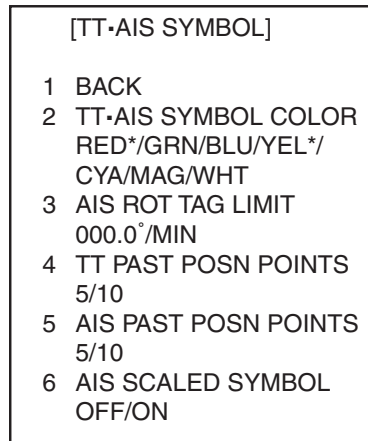 [TT▪AIS SYMBOL]
1 BACK
2 TT▪AIS SYMBOL COLOR
RED*/GRN/BLU/YEL*/
CYA/MAG/WHT
3 AIS ROT TAG LIMIT
000.0°/MIN
4 TT PAST POSN POINTS
5/10
5 AIS PAST POSN POINTS
5/10
6 AIS SCALED SYMBOL
OFF/ON